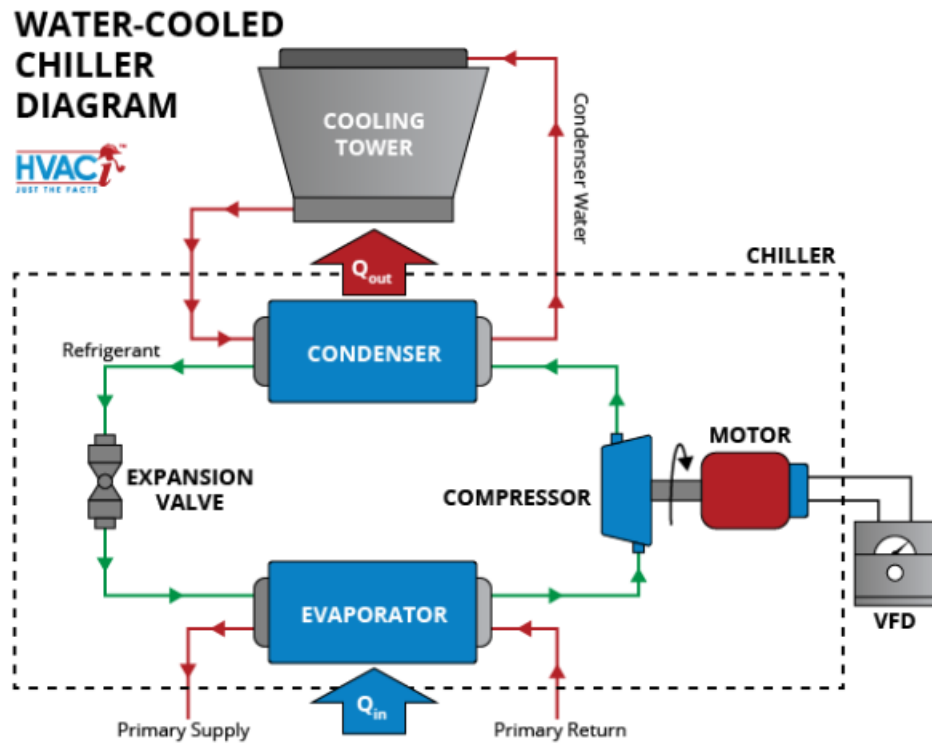 WATER-COOLED
CHILLER
DIAGRAM
HVACi™
JUST THE FACTS
COOLING
TOWER
Condenser Water
Qout
CHILLER
Refrigerant
CONDENSER
MOTOR
EXPANSION
VALVE
COMPRESSOR
EVAPORATOR
VFD
Qin
Primary Supply
Primary Return